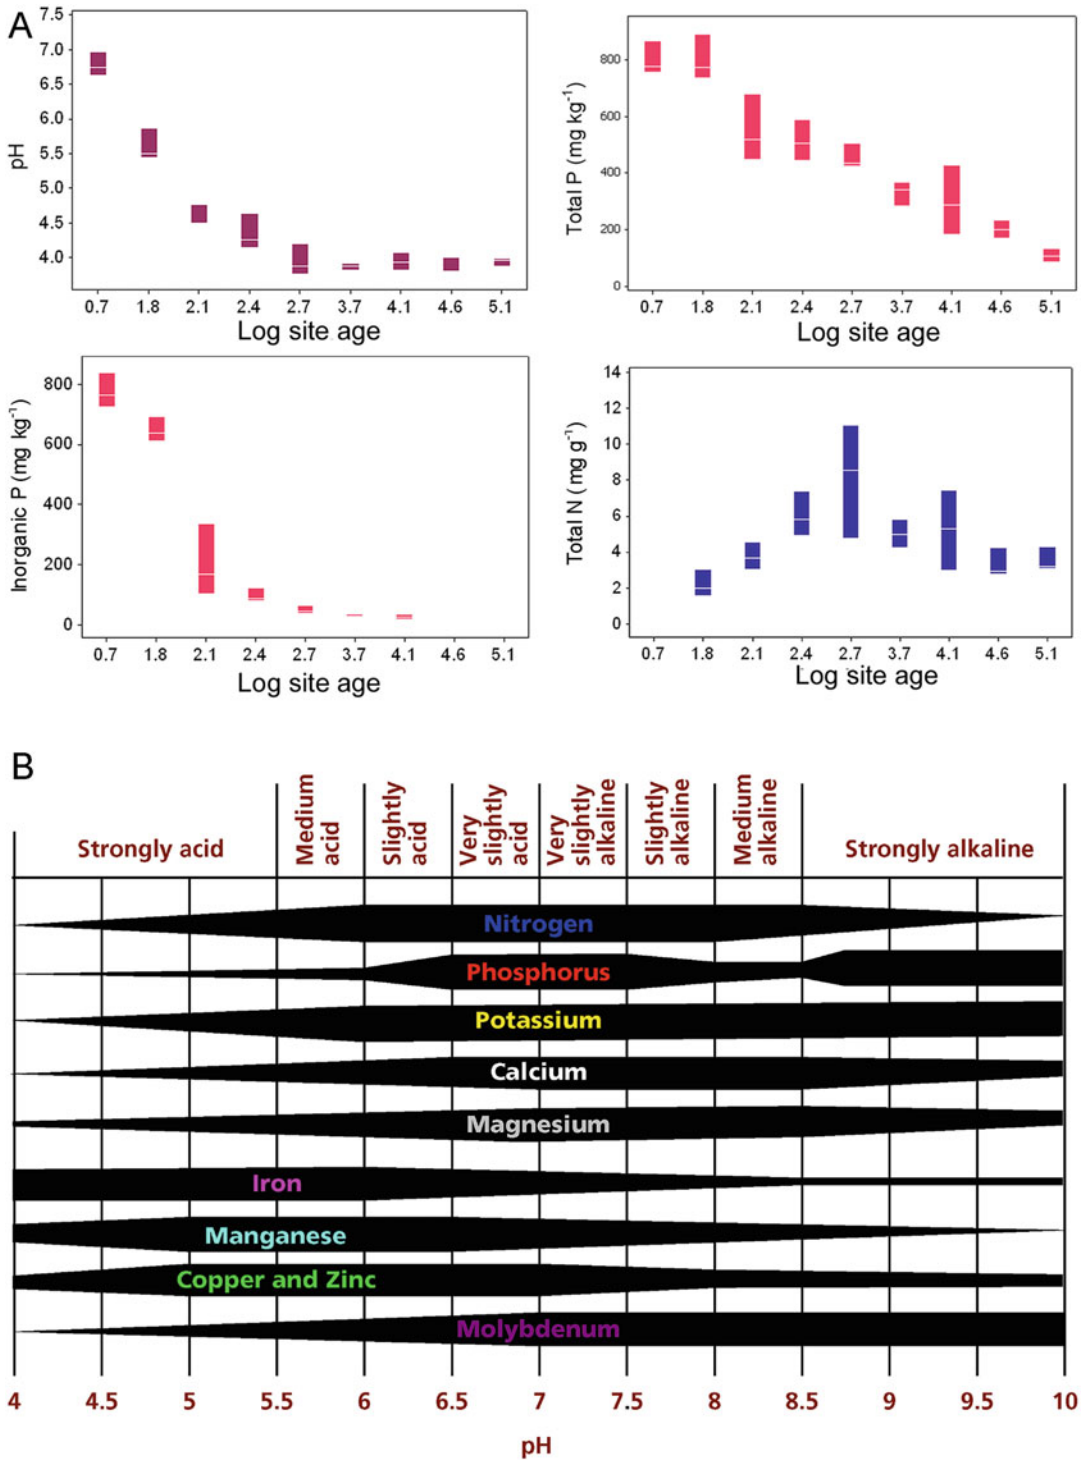 A
7.5
7.0
6.5
6.0
5.5
5.0
4.5
4.0
pH
0.7 1.8 2.1 2.4 2.7 3.7 4.1 4.6 5.1
Log site age
800
600
400
200
0
Total P (mg kg⁻¹)
0.7 1.8 2.1 2.4 2.7 3.7 4.1 4.6 5.1
Log site age
800
600
400
200
0
Inorganic P (mg kg⁻¹)
0.7 1.8 2.1 2.4 2.7 3.7 4.1 4.6 5.1
Log site age
14
12
10
8
6
4
2
0
Total N (mg g⁻¹)
0.7 1.8 2.1 2.4 2.7 3.7 4.1 4.6 5.1
Log site age
B
Strongly acid
Medium
acid
Slightly
acid
Very
slightly
acid
Very
slightly
alkaline
Slightly
alkaline
Medium
alkaline
Strongly alkaline
Nitrogen
Phosphorus
Potassium
Calcium
Magnesium
Iron
Manganese
Copper and Zinc
Molybdenum
4 4.5 5 5.5 6 6.5 7 7.5 8 8.5 9 9.5 10
pH